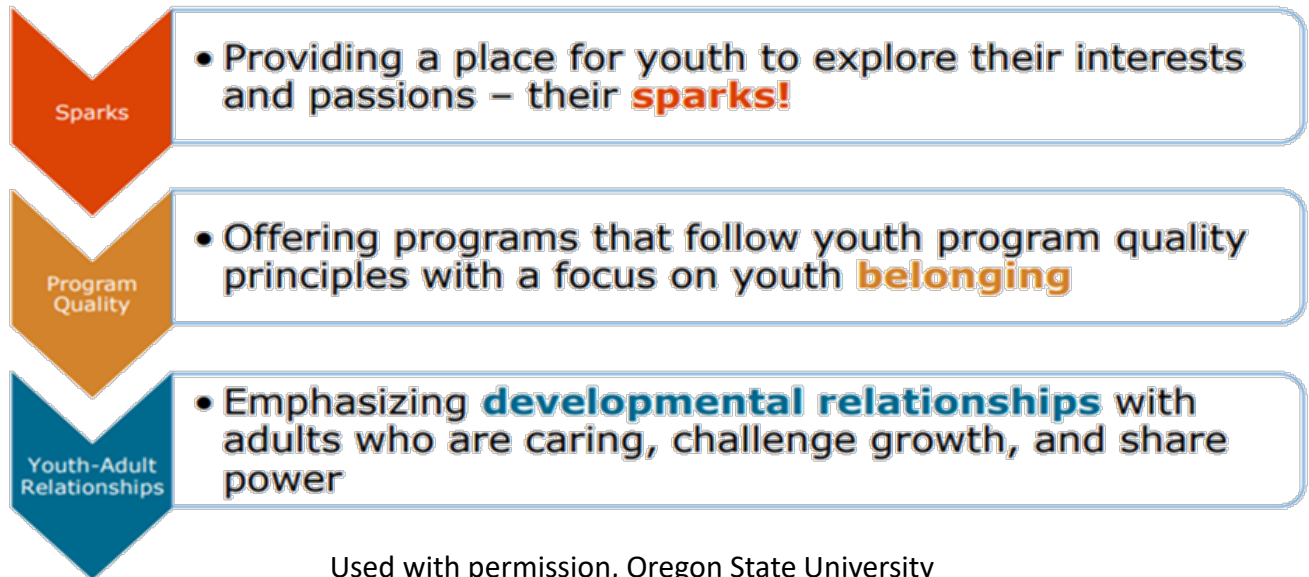 Sparks
• Providing a place for youth to explore their interests
and passions – their sparks!
Program
Quality
• Offering programs that follow youth program quality
principles with a focus on youth belonging
Youth-Adult
Relationships
• Emphasizing developmental relationships with
adults who are caring, challenge growth, and share
power
Used with permission. Oregon State University